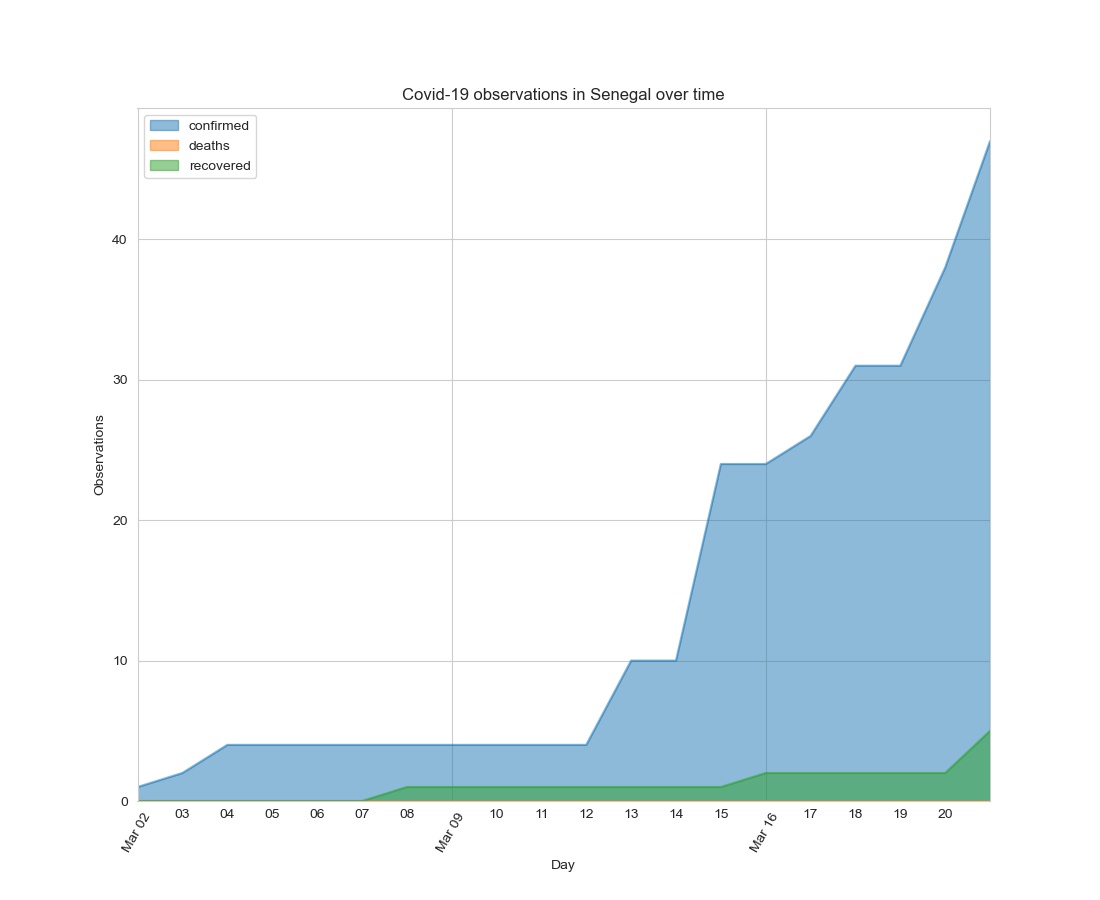 Covid-19 observations in Senegal over time
confirmed
deaths
recovered
40
30
20
10
0
Observations
Mar 02 03 04 05 06 07 08 Mar 09 10 11 12 13 14 15 Mar 16 17 18 19 20
Day